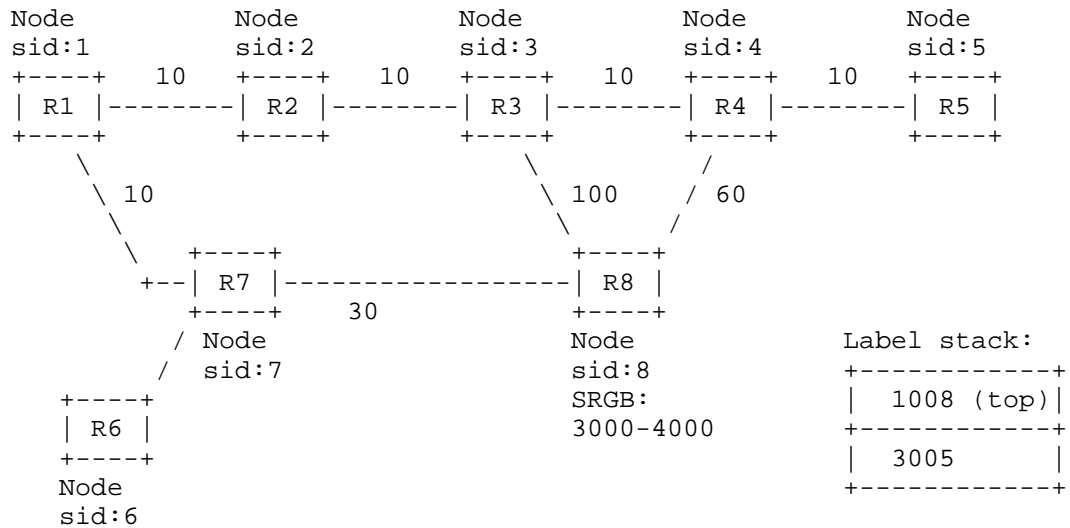 Node Node Node Node Node
sid:1 sid:2 sid:3 sid:4 sid:5
+----+ 10 +----+ 10 +----+ 10 +----+ 10 +----+
| R1 |--------| R2 |--------| R3 |--------| R4 |--------| R5 |
+----+ +----+ +----+ +----+ +----+
\ \ /
\ 10 \ 100 / 60
\ \ /
\ +----+ +----+
+--| R7 |------------------| R8 |
+----+ 30 +----+
/ Node Node Label stack:
/ sid:7 sid:8 +------------+
+----+ SRGB: | 1008 (top)|
| R6 | 3000-4000 +------------+
+----+ | 3005 |
Node +------------+
sid:6